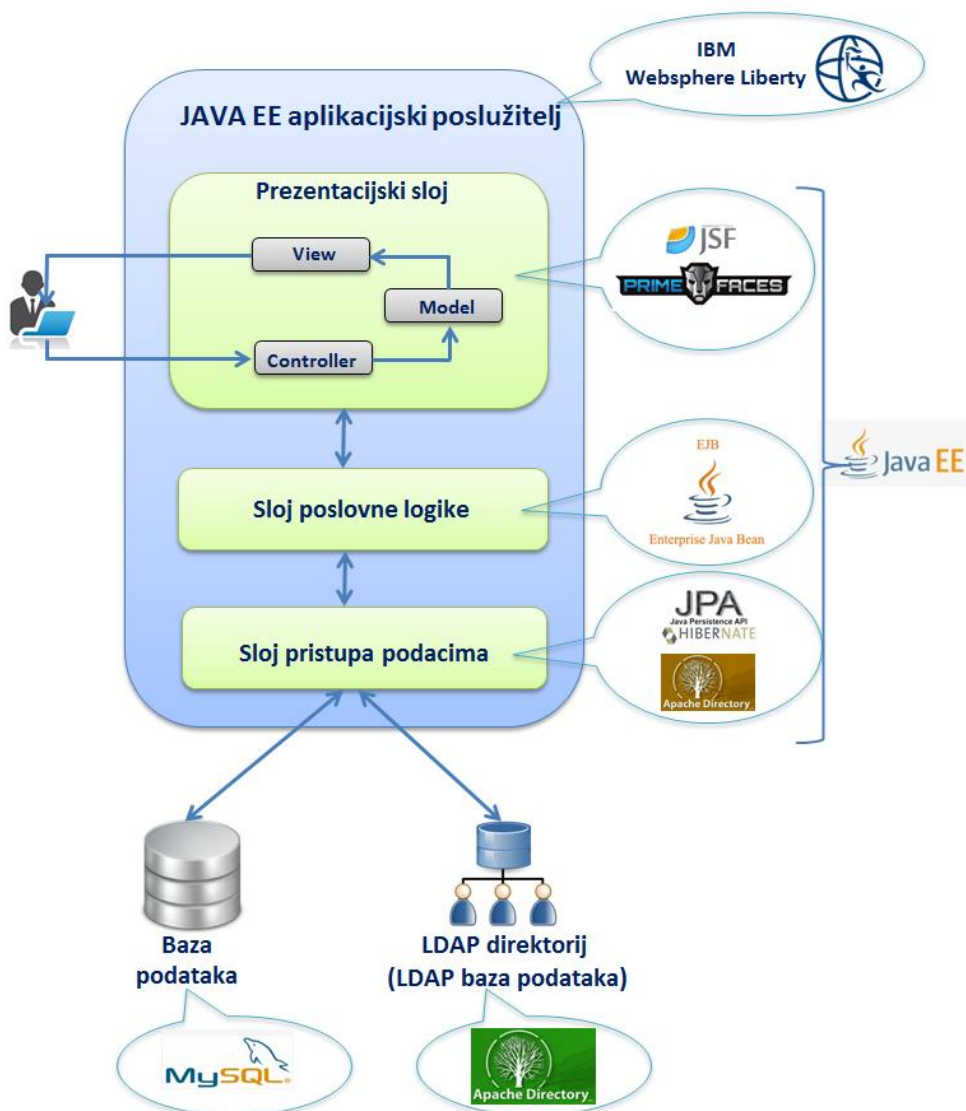 IBM
Websphere Liberty
JAVA EE aplikacijski poslužitelj
Prezentacijski sloj
View
Model
Controller
JSF
PRIME FACES
Sloj poslovne logike
EJB
Enterprise Java Bean
Java EE
Sloj pristupa podacima
JPA
Java Persistence API
HIBERNATE
Apache Directory
Baza
podataka
LDAP direktorij
(LDAP baza podataka)
MySQL®
Apache Directory